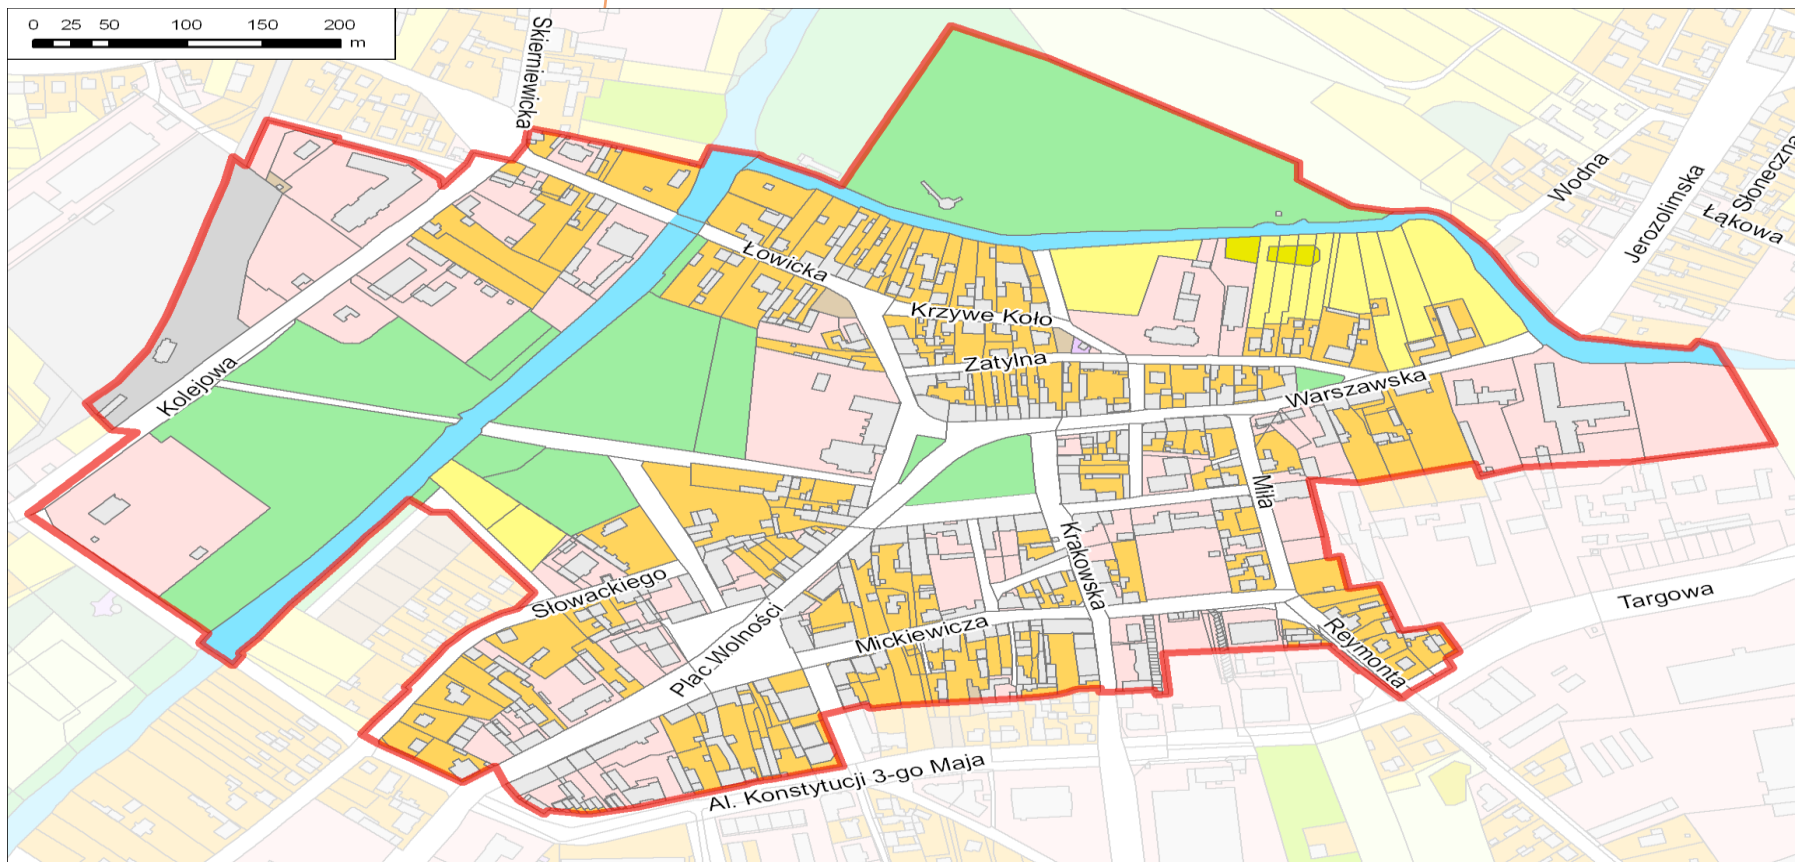 0 25 50 100 150 200
m
Skierniewicka
Wodna
Jerozolimska
Słoneczna
Łąkowa
Łowicka
Krzywe Koło
Zatylna
Kolejowa
Warszawska
Miła
Krakowska
Słowackiego
Plac Wolności
Mickiewicza
Reymonta
Targowa
Al. Konstytucji 3-go Maja